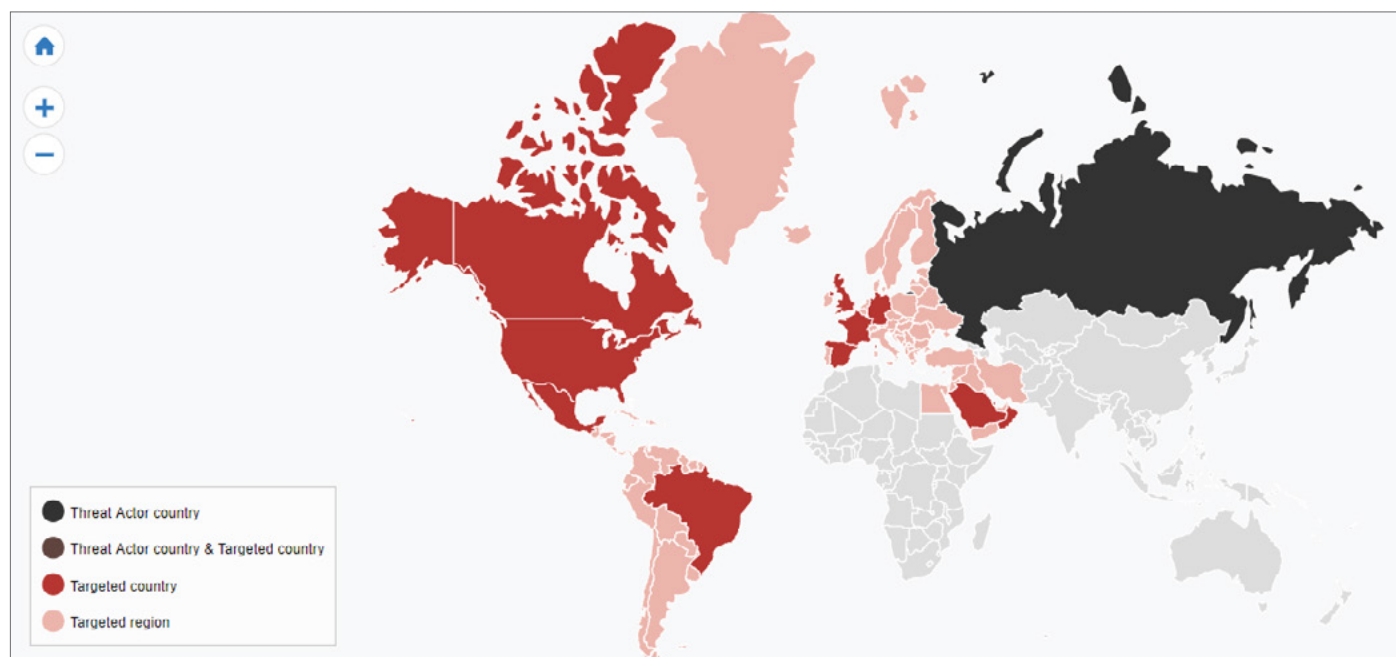 Threat Actor country
Threat Actor country & Targeted country
Targeted country
Targeted region